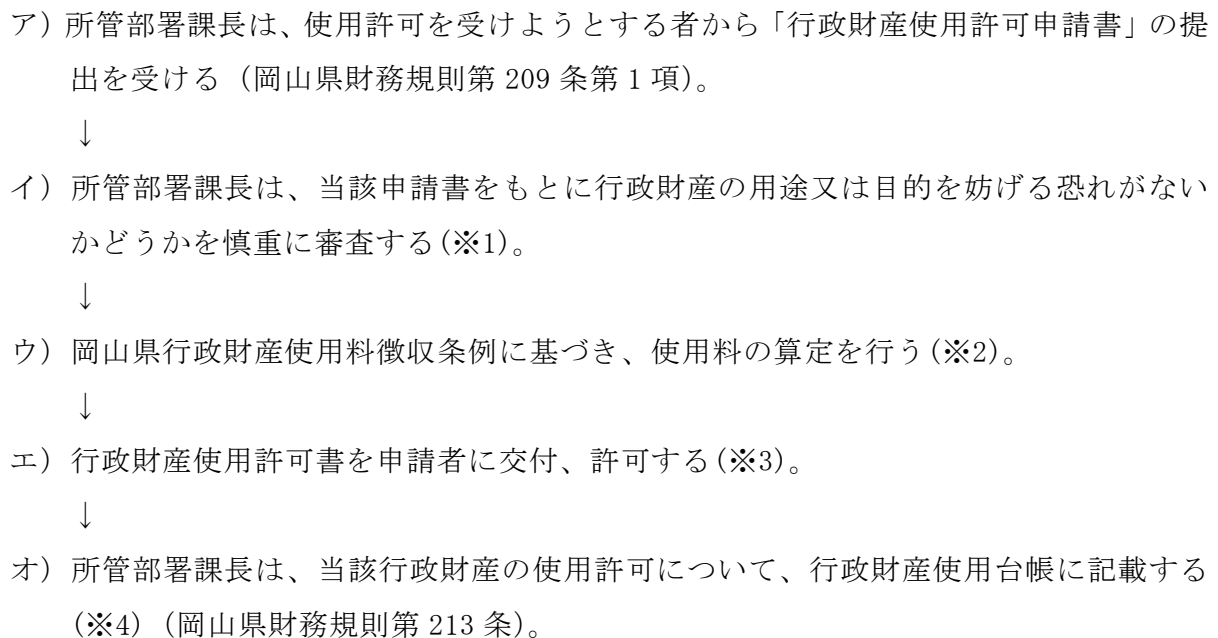 ア）所管部署課長は、使用許可を受けようとする者から「行政財産使用許可申請書」の提
出を受ける（岡山県財務規則第 209 条第 1 項）。
↓
イ）所管部署課長は、当該申請書をもとに行政財産の用途又は目的を妨げる恐れがない
かどうかを慎重に審査する(※1)。
↓
ウ）岡山県行政財産使用料徴収条例に基づき、使用料の算定を行う(※2)。
↓
エ）行政財産使用許可書を申請者に交付、許可する(※3)。
↓
オ）所管部署課長は、当該行政財産の使用許可について、行政財産使用台帳に記載する
(※4)（岡山県財務規則第 213 条）。